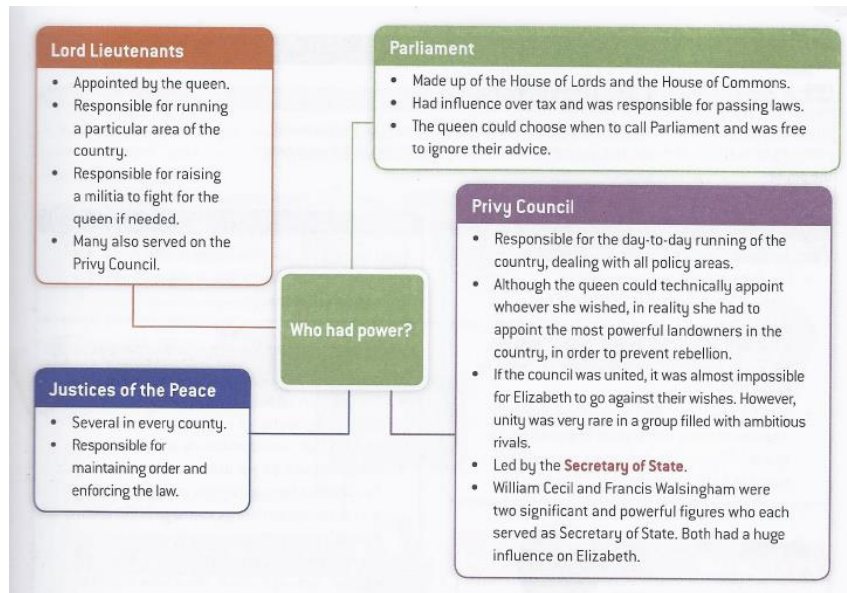 Lord Lieutenants
• Appointed by the queen.
• Responsible for running
a particular area of the
country.
• Responsible for raising
a militia to fight for the
queen if needed.
• Many also served on the
Privy Council.
Parliament
• Made up of the House of Lords and the House of Commons.
• Had influence over tax and was responsible for passing laws.
• The queen could choose when to call Parliament and was free
to ignore their advice.
Who had power?
Privy Council
• Responsible for the day-to-day running of the
country, dealing with all policy areas.
• Although the queen could technically appoint
whoever she wished, in reality she had to
appoint the most powerful landowners in the
country, in order to prevent rebellion.
• If the council was united, it was almost impossible
for Elizabeth to go against their wishes. However,
unity was very rare in a group filled with ambitious
rivals.
• Led by the Secretary of State.
• William Cecil and Francis Walsingham were
two significant and powerful figures who each
served as Secretary of State. Both had a huge
influence on Elizabeth.
Justices of the Peace
• Several in every county.
• Responsible for
maintaining order and
enforcing the law.